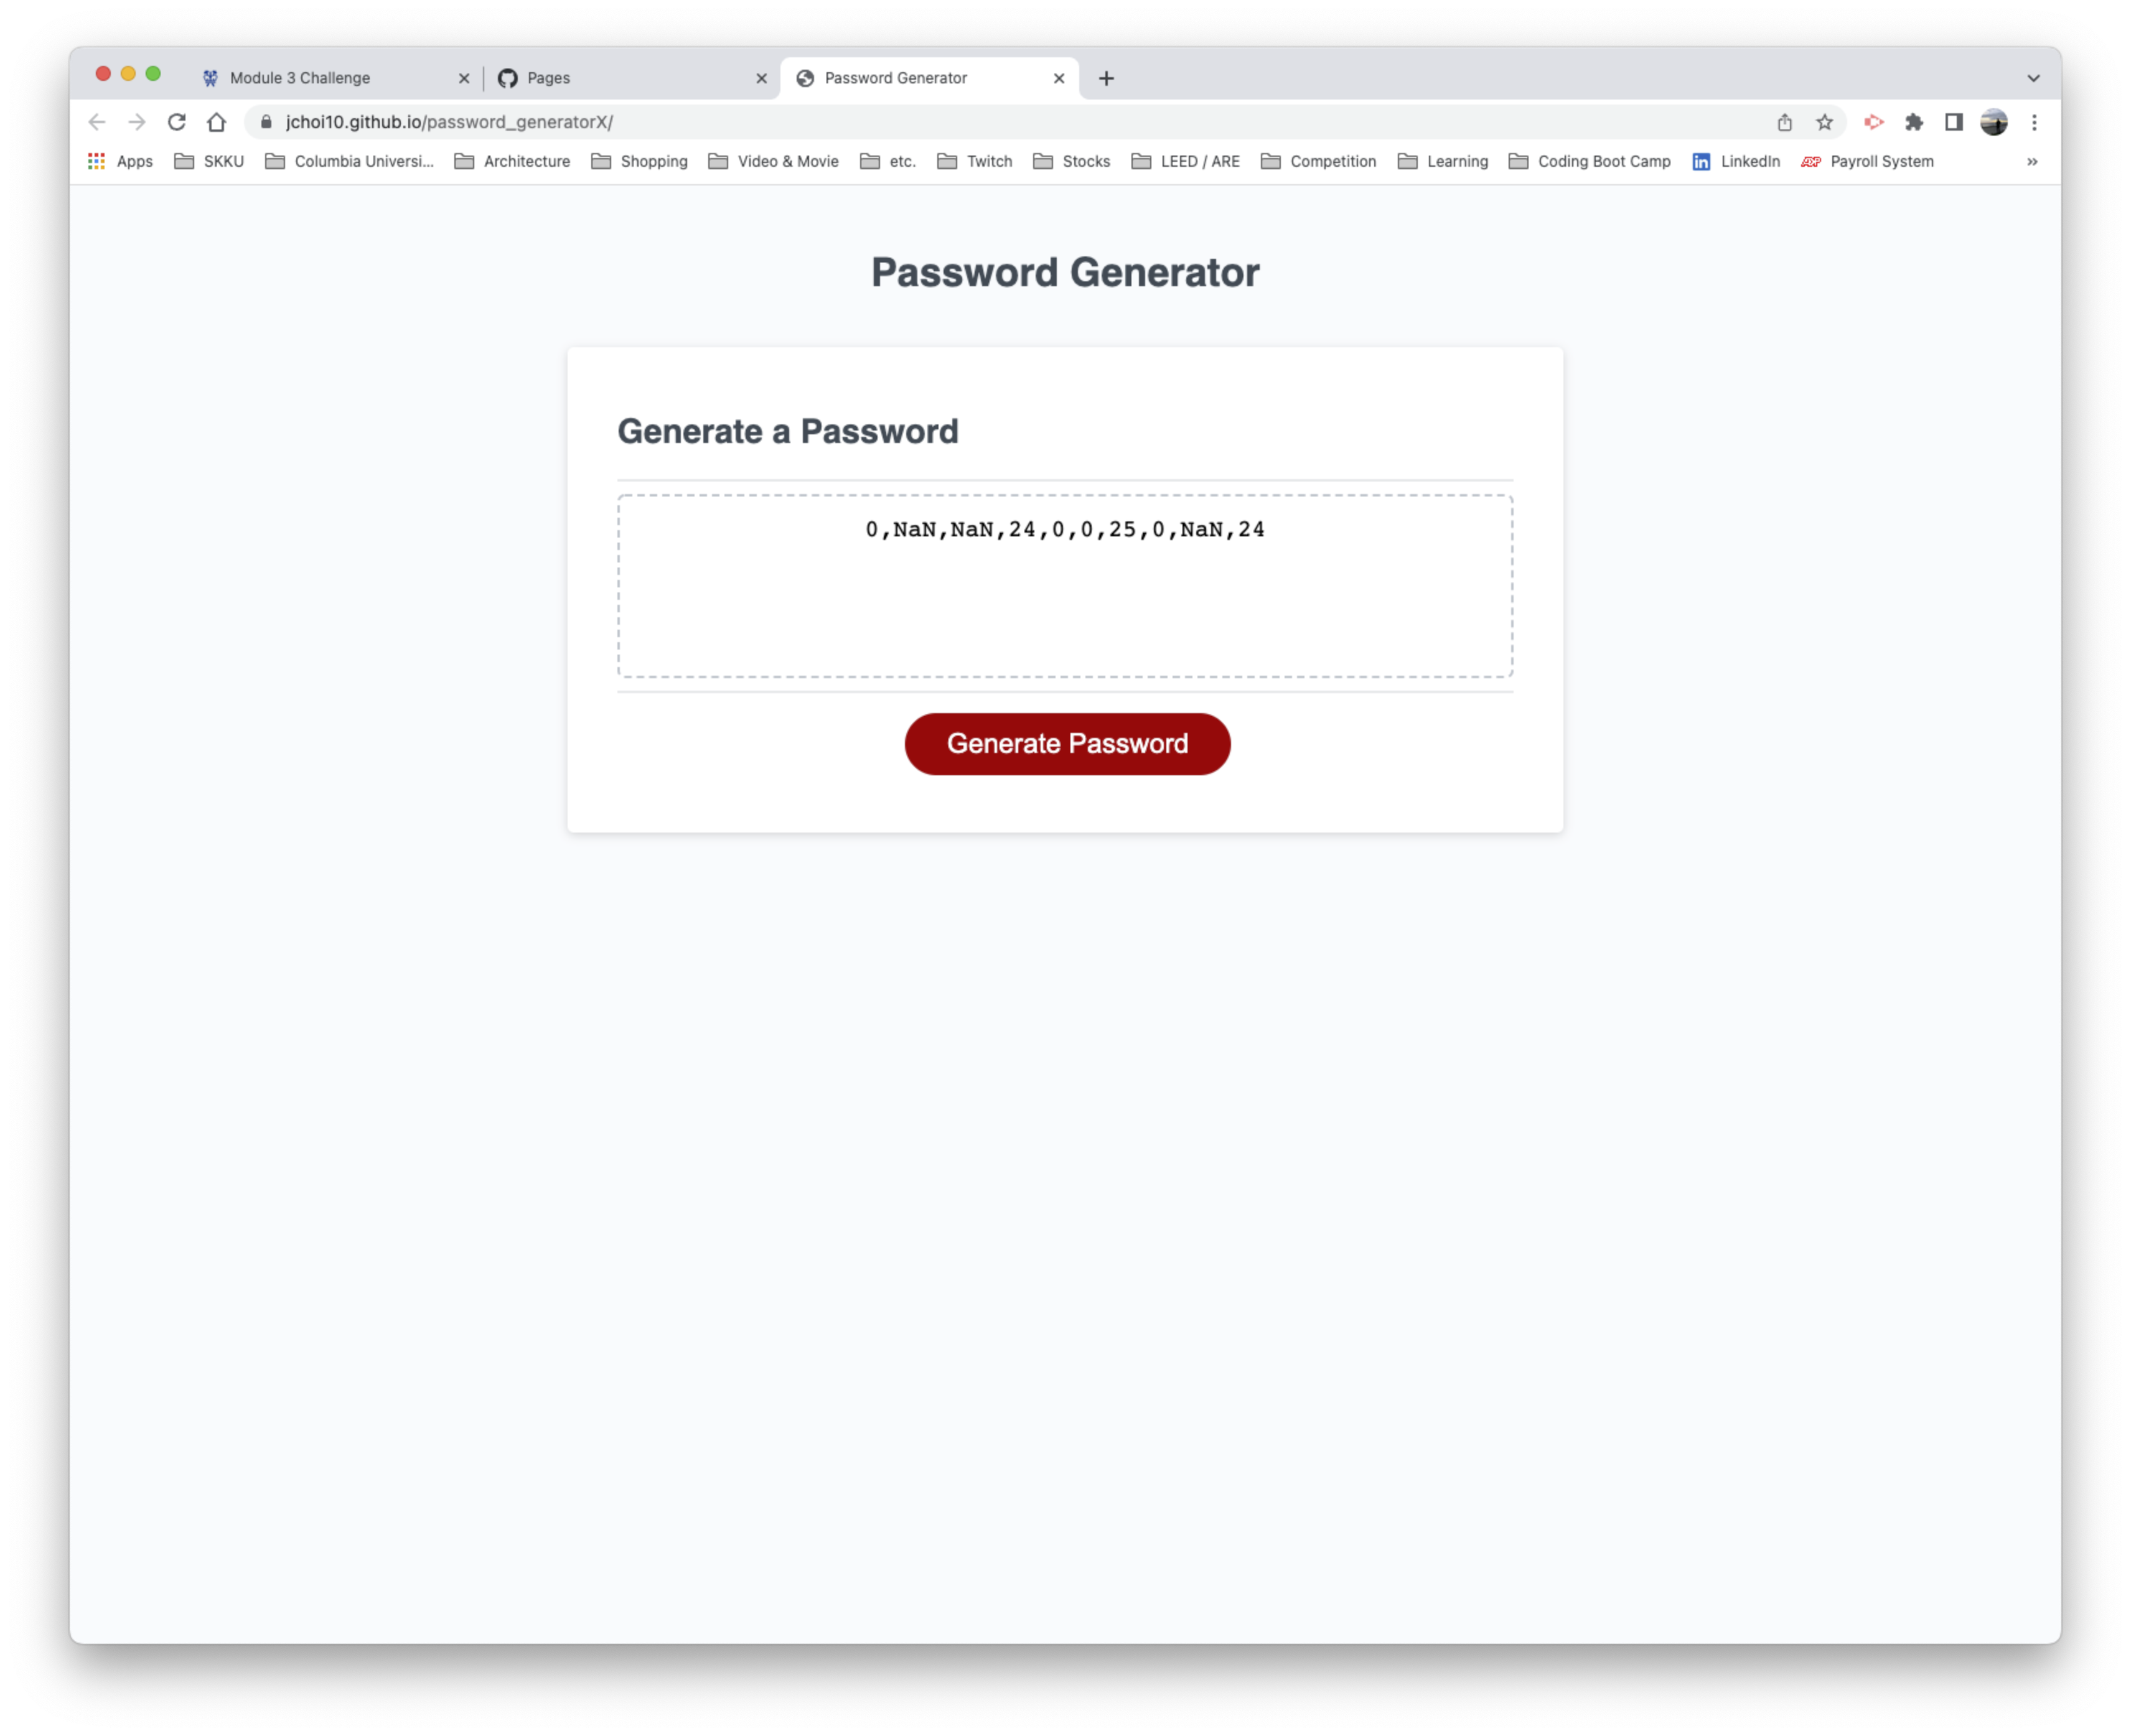 Module 3 Challenge
Pages
Password Generator
jchoi10.github.io/password_generatorX/
Apps SKKU Columbia Universi... Architecture Shopping Video & Movie etc. Twitch Stocks LEED / ARE Competition Learning Coding Boot Camp in LinkedIn ADP Payroll System »
Password Generator
Generate a Password
0,NaN,NaN,24,0,0,25,0,NaN,24
Generate Password